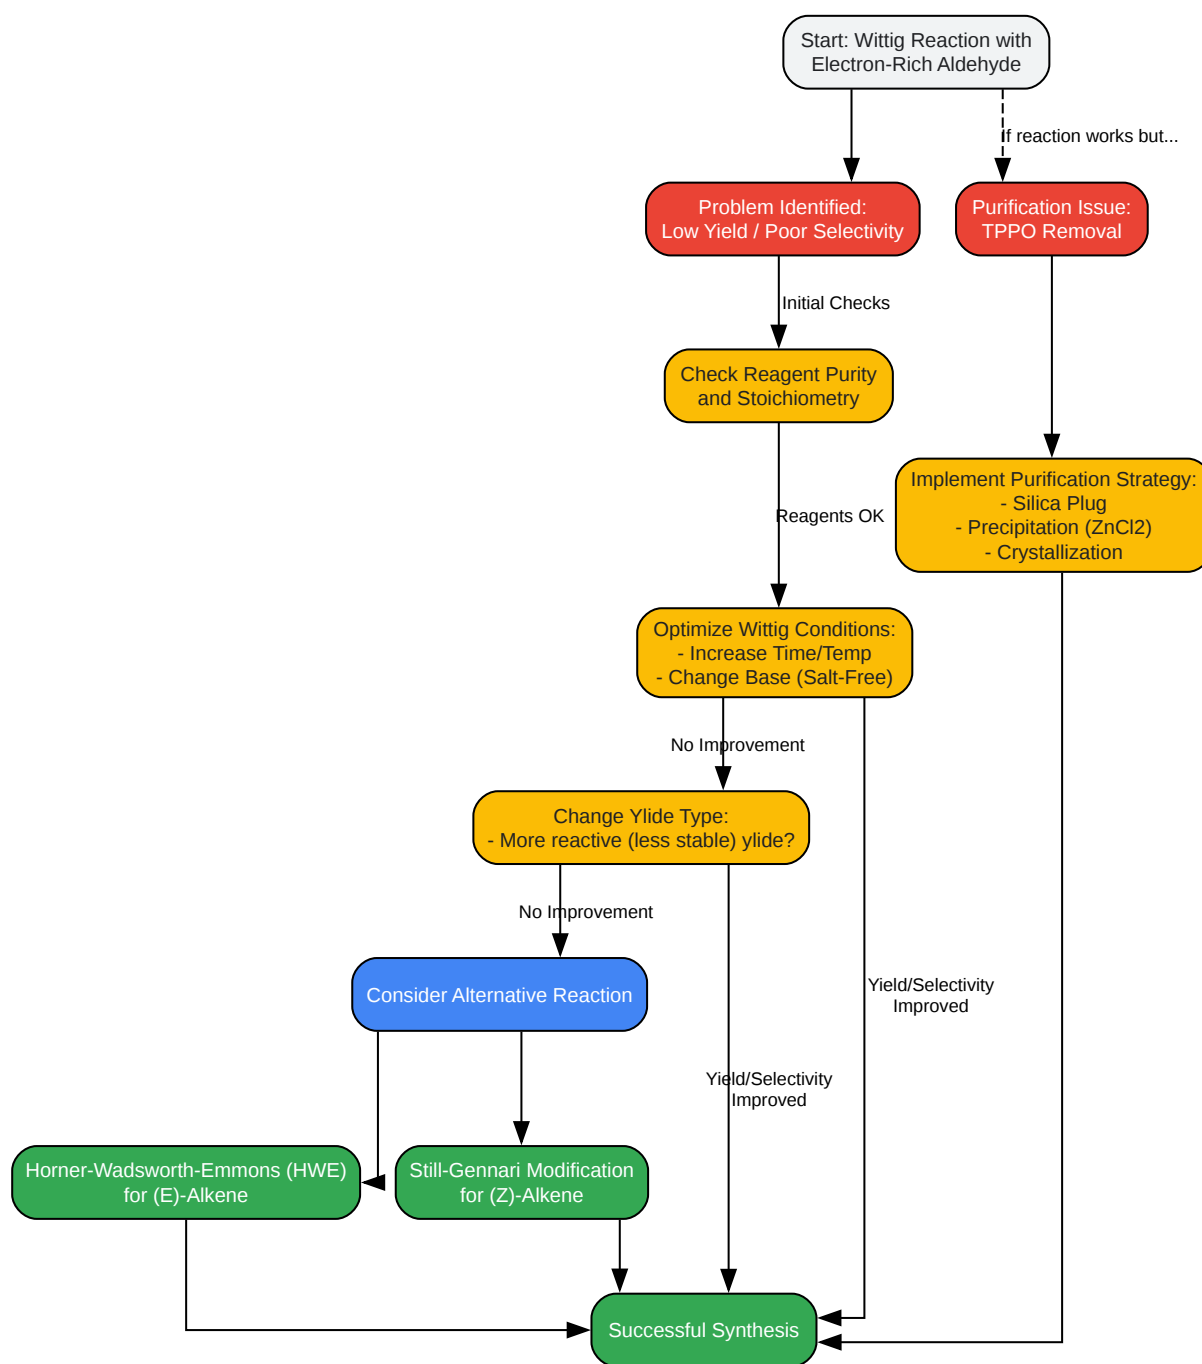 Start: Wittig Reaction with
Electron-Rich Aldehyde
If reaction works but...
Problem Identified:
Low Yield / Poor Selectivity
Purification Issue:
TPPO Removal
Initial Checks
Check Reagent Purity
and Stoichiometry
Implement Purification Strategy:
- Silica Plug
- Precipitation (ZnCl2)
- Crystallization
Reagents OK
Optimize Wittig Conditions:
- Increase Time/Temp
- Change Base (Salt-Free)
No Improvement
Change Ylide Type:
- More reactive (less stable) ylide?
No Improvement
Consider Alternative Reaction
Yield/Selectivity
Improved
Yield/Selectivity
Improved
Horner-Wadsworth-Emmons (HWE)
for (E)-Alkene
Still-Gennari Modification
for (Z)-Alkene
Successful Synthesis